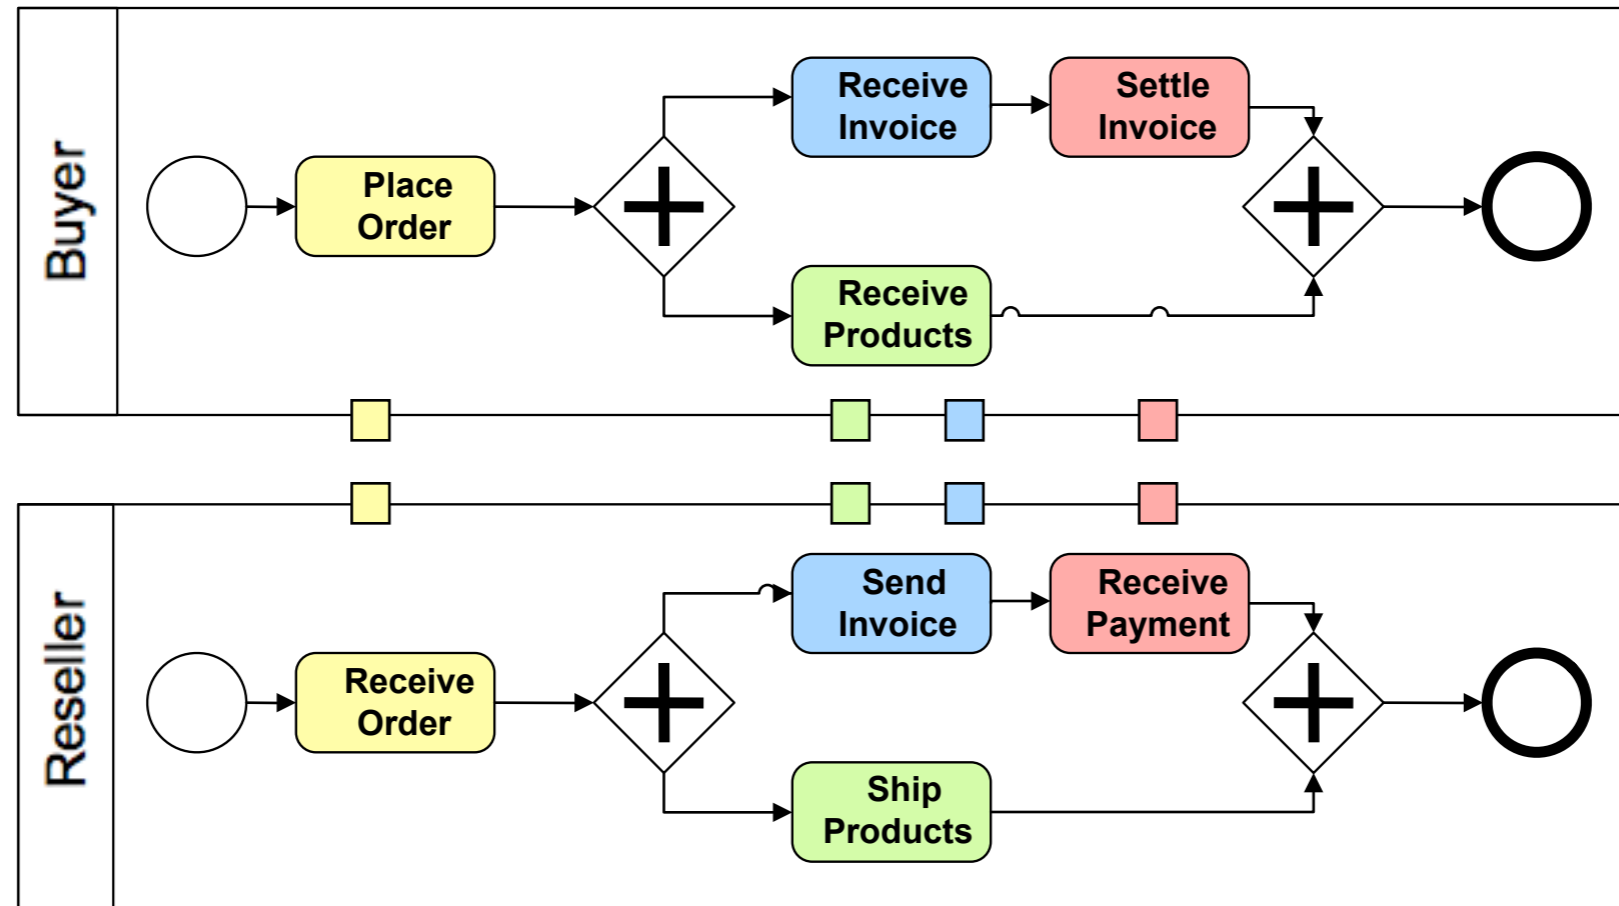 Buyer
Place
Order
Receive
Invoice
Settle
Invoice
Receive
Products
Reseller
Receive
Order
Send
Invoice
Receive
Payment
Ship
Products